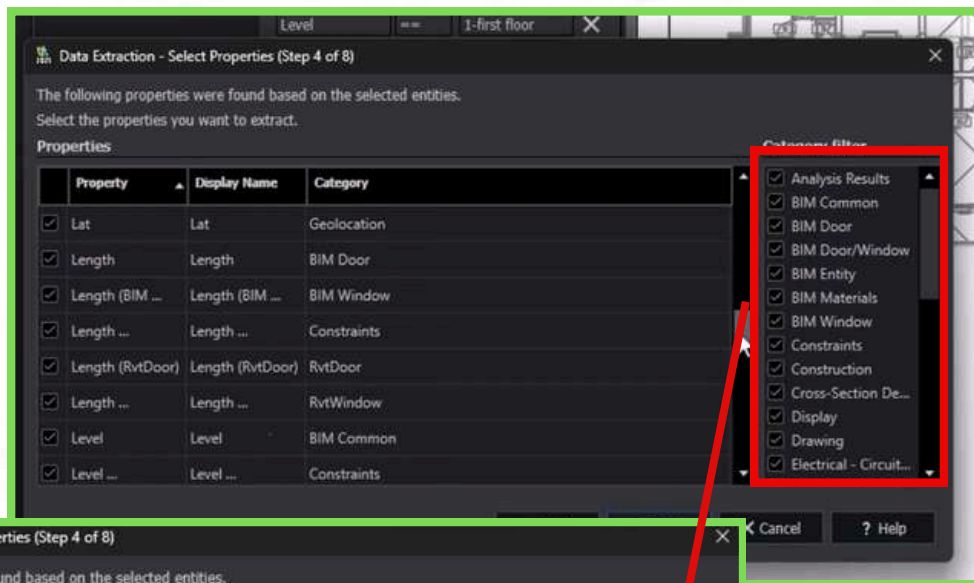 Level == 1-first floor
Data Extraction - Select Properties (Step 4 of 8)
The following properties were found based on the selected entities.
Select the properties you want to extract.
Properties Category filter
Property Display Name Category
Lat Lat Geolocation
Length Length BIM Door
Length (BIM ... Length (BIM ... BIM Window
Length ... Length ... Constraints
Length (RvtDoor) Length (RvtDoor) RvtDoor
Length ... Length ... RvtWindow
Level Level BIM Common
Level ... Level ... Constraints
Analysis Results
BIM Common
BIM Door
BIM Door/Window
BIM Entity
BIM Materials
BIM Window
Constraints
Construction
Cross-Section De...
Display
Drawing
Electrical - Circuit...
Cancel ? Help
(Step 4 of 8)
based on the selected entities.